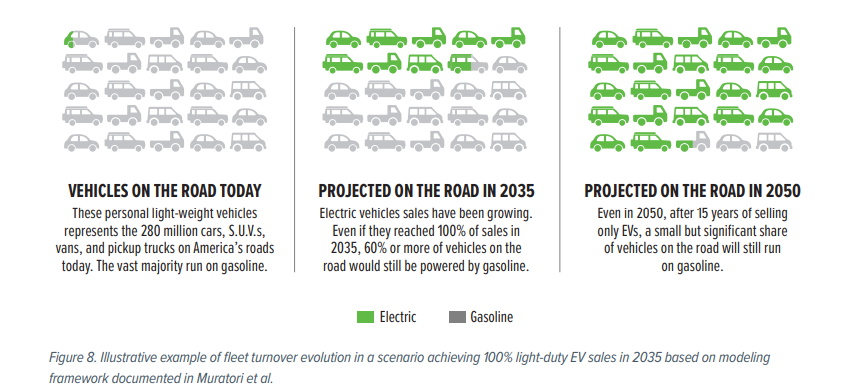 VEHICLES ON THE ROAD TODAY
These personal light-weight vehicles
represents the 280 million cars, S.U.V.s,
vans, and pickup trucks on America's roads
today. The vast majority run on gasoline.
PROJECTED ON THE ROAD IN 2035
Electric vehicles sales have been growing.
Even if they reached 100% of sales in
2035, 60% or more of vehicles on the
road would still be powered by gasoline.
PROJECTED ON THE ROAD IN 2050
Even in 2050, after 15 years of selling
only EVs, a small but significant share
of vehicles on the road will still run
on gasoline.
Electric
Gasoline
Figure 8. Illustrative example of fleet turnover evolution in a scenario achieving 100% light-duty EV sales in 2035 based on modeling
framework documented in Muratori et al.